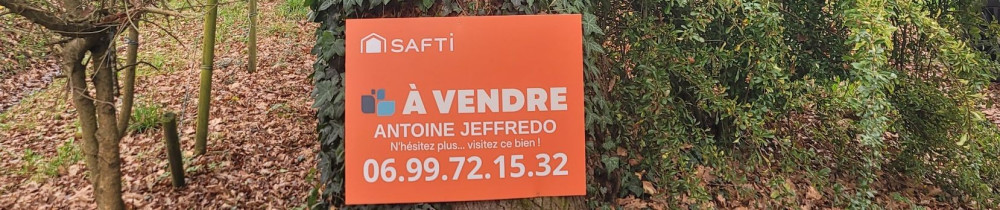 SAFTI
À VENDRE
ANTOINE JEFFREDO
N'hésitez plus... visitez ce bien !
06.99.72.15.32